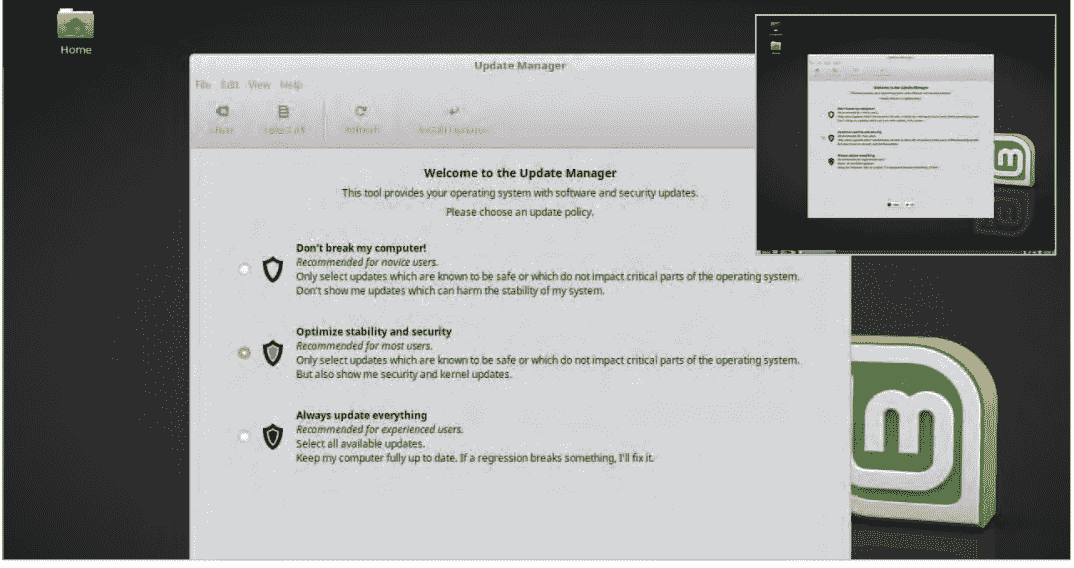 Home
Update Manager
File Edit View Help
Refresh
Welcome to the Update Manager
This tool provides your operating system with software and security updates.
Please choose an update policy.
Don't break my computer!
Recommended for novice users.
Only select updates which are known to be safe or which do not impact critical parts of the operating system.
Don't show me updates which can harm the stability of my system.
Optimize stability and security
Recommended for most users.
Only select updates which are known to be safe or which do not impact critical parts of the operating system.
But also show me security and kernel updates.
Always update everything
Recommended for experienced users.
Select all available updates.
Keep my computer fully up to date. If a regression breaks something, I'll fix it.
Welcome to the Update Manager